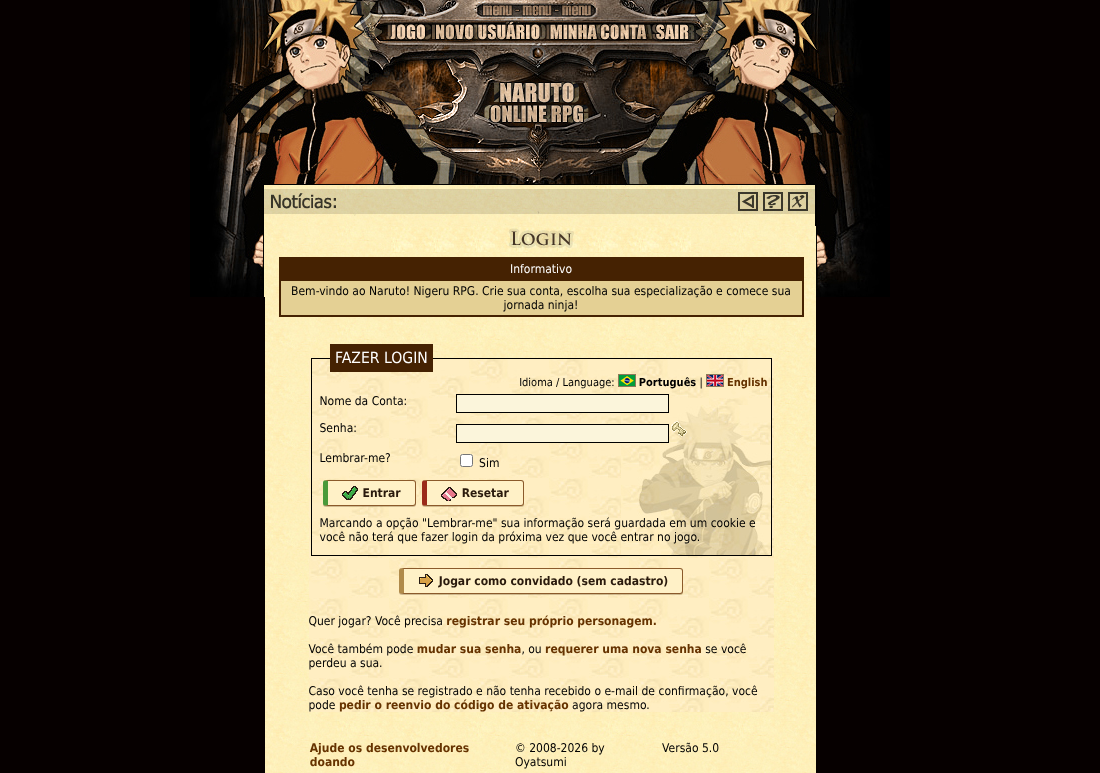 menu - menu - menu
JOGO NOVO USUÁRIO MINHA CONTA SAIR
NARUTO
ONLINE RPG
Notícias:
Login
Informativo
Bem-vindo ao Naruto! Nigeru RPG. Crie sua conta, escolha sua especialização e comece sua
jornada ninja!
FAZER LOGIN
Idioma / Language: Português | English
Nome da Conta:
Senha:
Lembrar-me? Sim
Entrar Resetar
Marcando a opção "Lembrar-me" sua informação será guardada em um cookie e
você não terá que fazer login da próxima vez que você entrar no jogo.
Jogar como convidado (sem cadastro)
Quer jogar? Você precisa registrar seu próprio personagem.
Você também pode mudar sua senha, ou requerer uma nova senha se você
perdeu a sua.
Caso você tenha se registrado e não tenha recebido o e-mail de confirmação, você
pode pedir o reenvio do código de ativação agora mesmo.
Ajude os desenvolvedores
doando
© 2008-2026 by
Oyatsumi
Versão 5.0